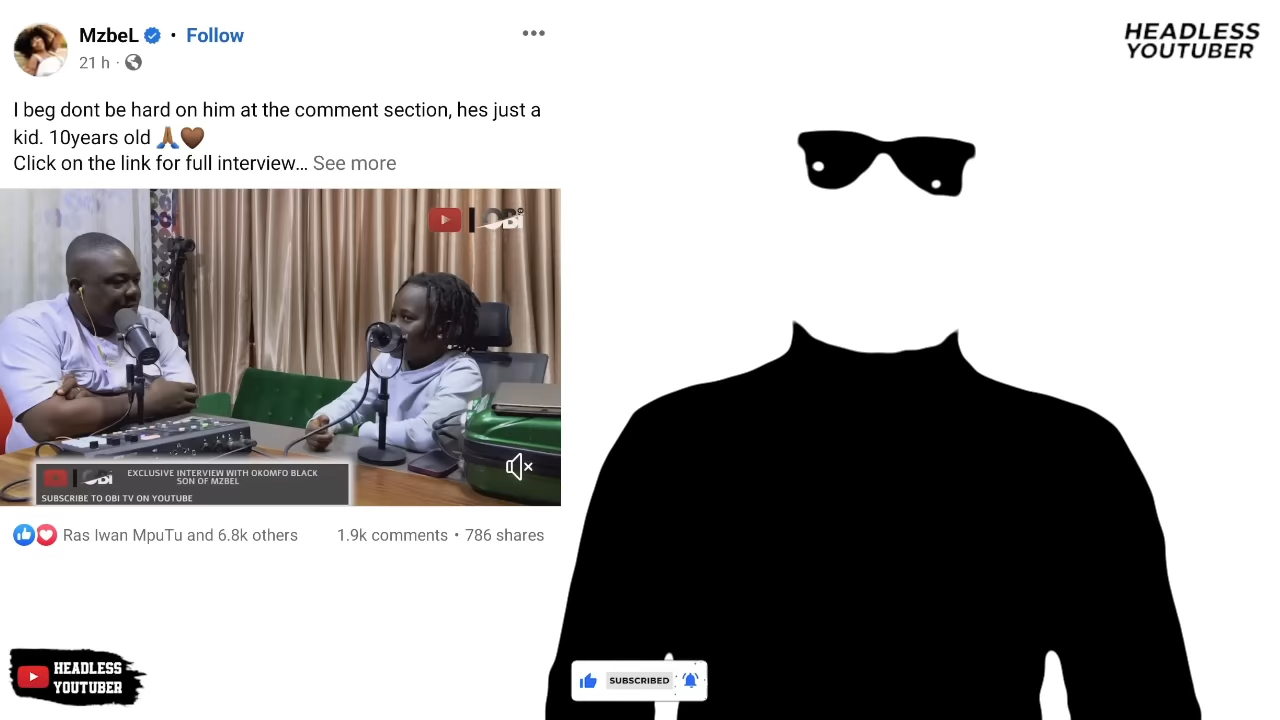 MzbeL • Follow
21 h ·
I beg dont be hard on him at the comment section, hes just a
kid. 10years old 🙏🏾🤎
Click on the link for full interview... See more
OBi
EXCLUSIVE INTERVIEW WITH OKOMFO BLACK
SON OF MZBEL
SUBSCRIBE TO OBI TV ON YOUTUBE
Ras Iwan MpuTu and 6.8k others 1.9k comments • 786 shares
HEADLESS
YOUTUBER
HEADLESS
YOUTUBER
SUBSCRIBED